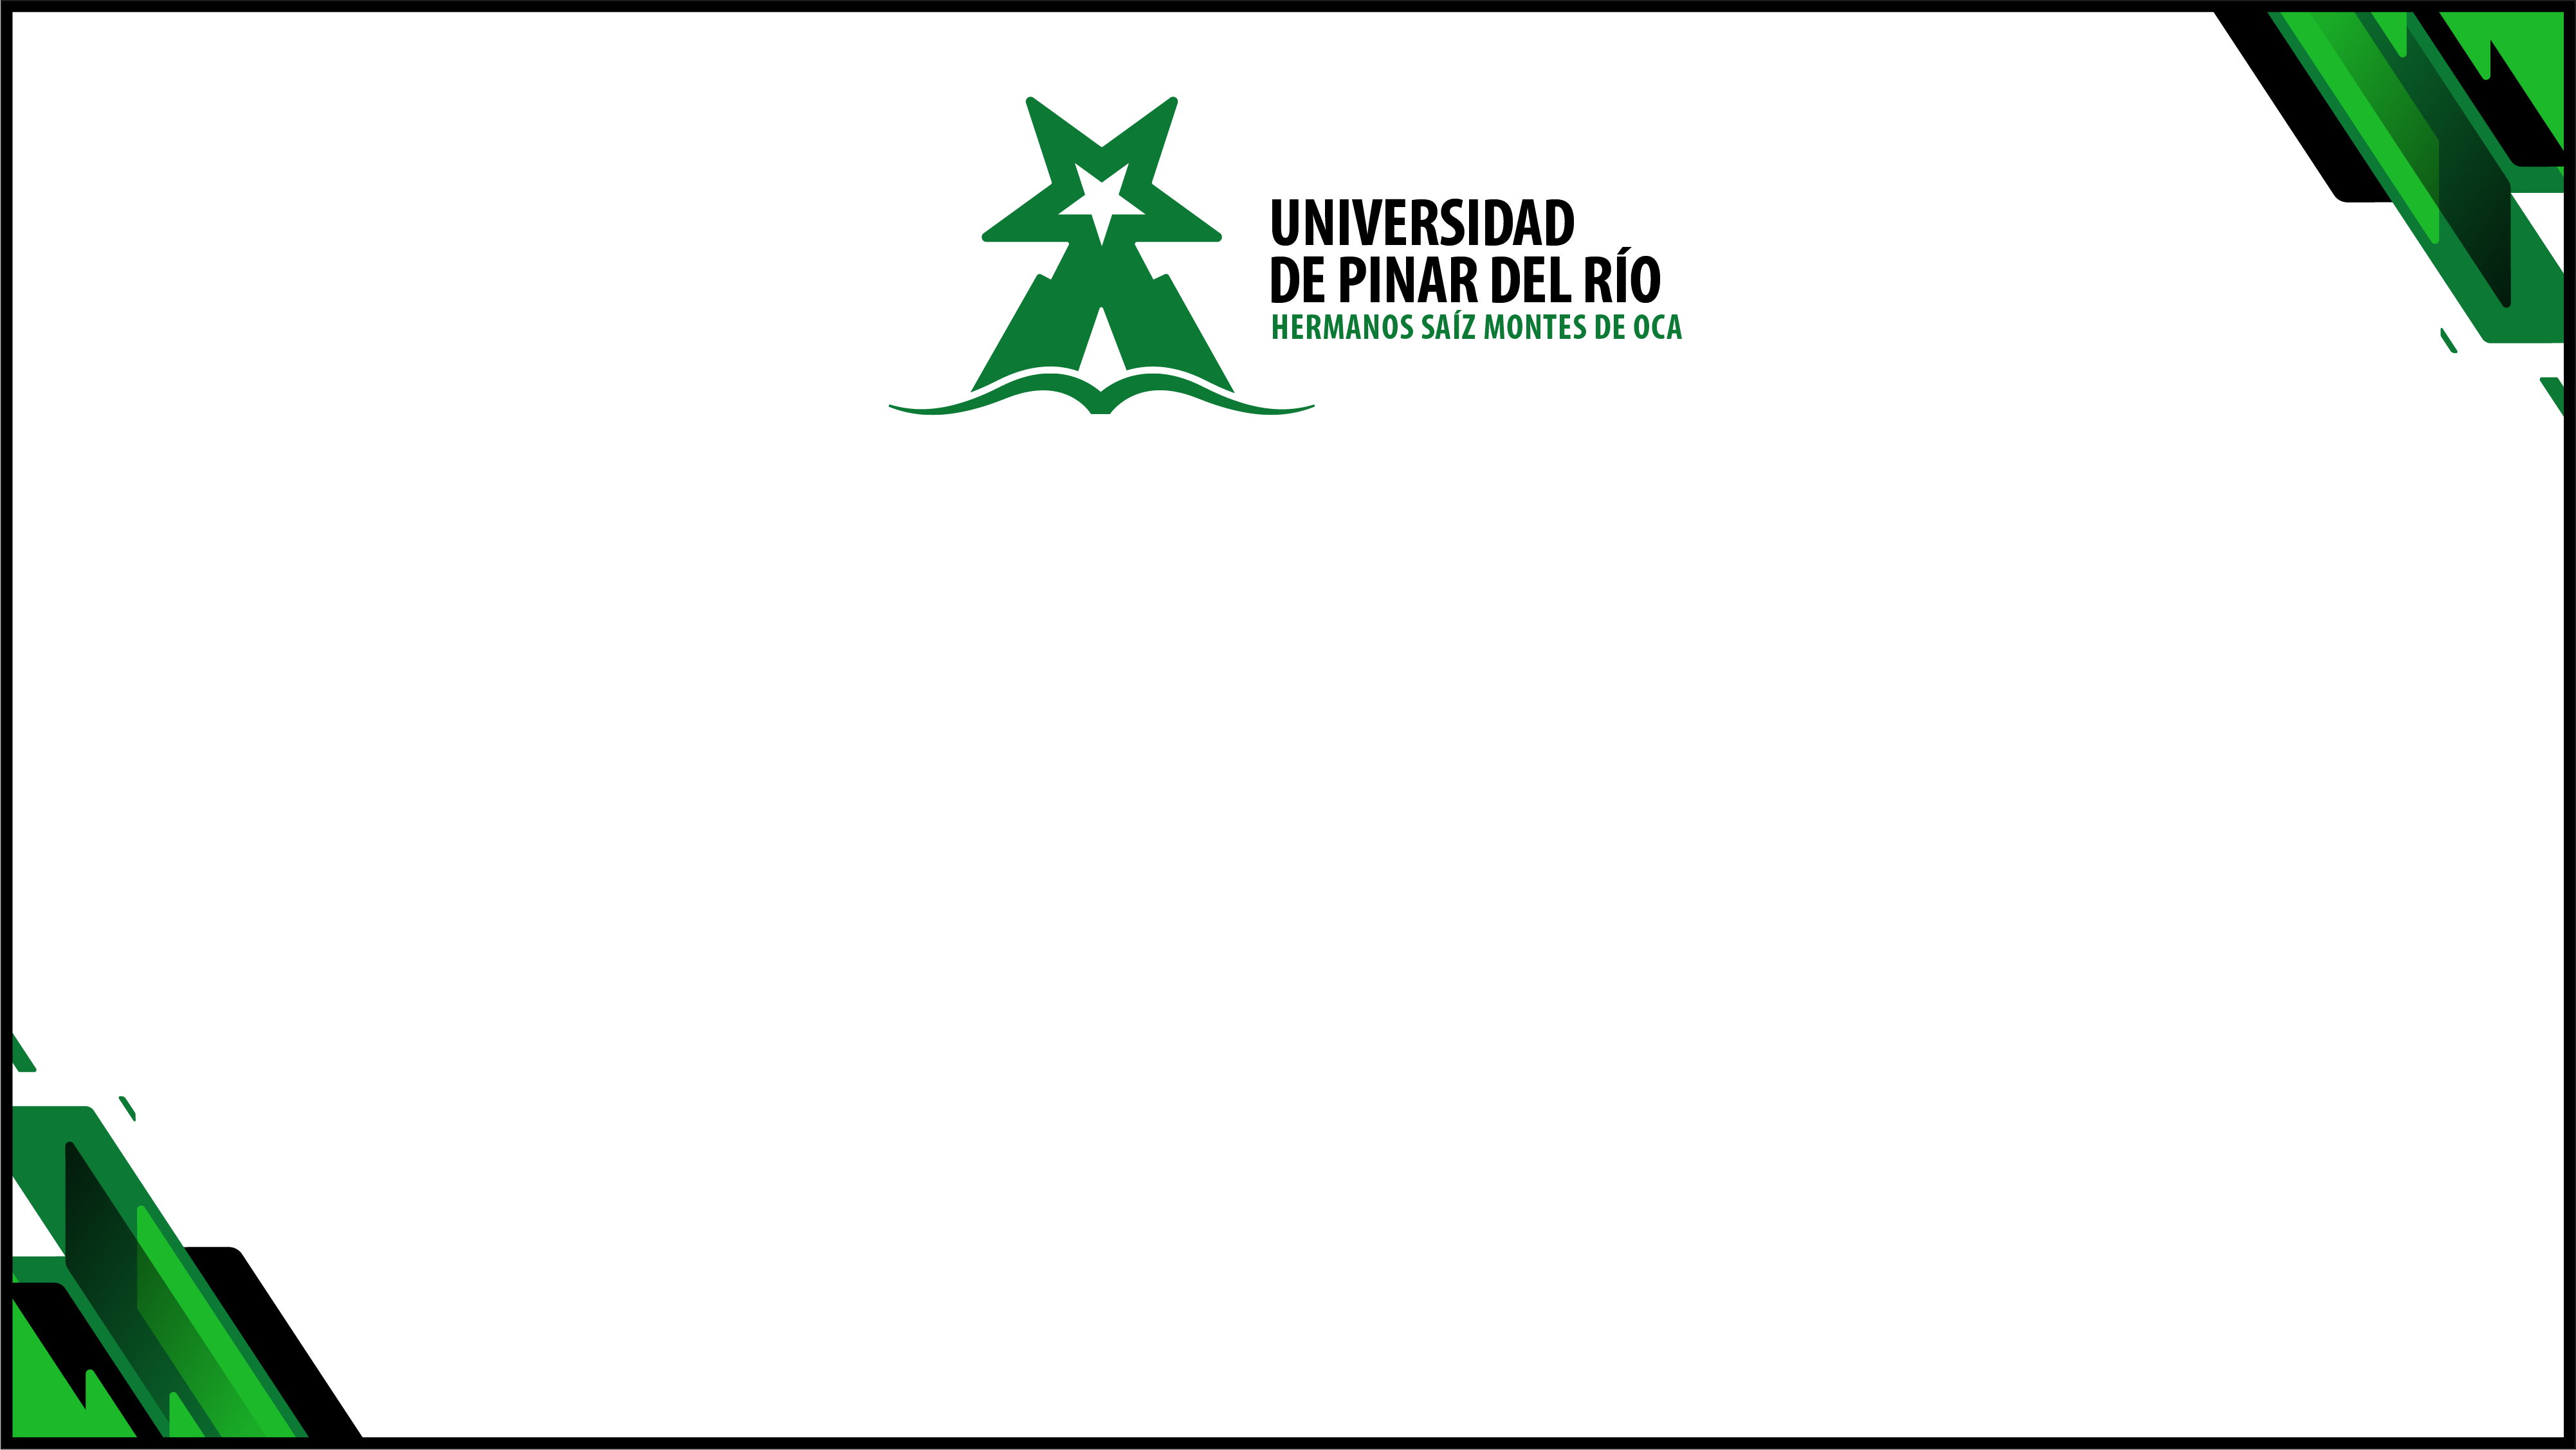 UNIVERSIDAD
DE PINAR DEL RÍO
HERMANOS SAÍZ MONTES DE OCA